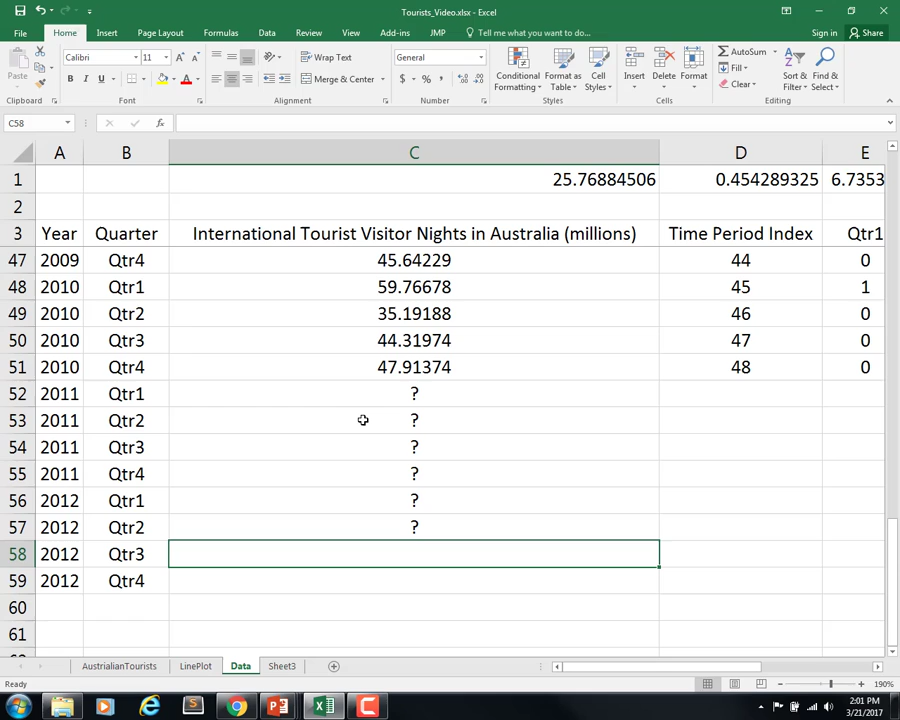 Tourists_Video.xlsx - Excel
File Home Insert Page Layout Formulas Data Review View Add-ins JMP Tell me what you want to do... Sign in Share
Paste Calibri 11 Wrap Text General Conditional Formatting Format as Table Cell Styles Insert Delete Format AutoSum Fill Clear Sort & Filter Find & Select
B I U A Merge & Center $ %
Clipboard Font Alignment Number Styles Cells Editing
C58 fx
A B C D E
1 25.76884506 0.454289325 6.7353
2
3 Year Quarter International Tourist Visitor Nights in Australia (millions) Time Period Index Qtr1
47 2009 Qtr4 45.64229 44 0
48 2010 Qtr1 59.76678 45 1
49 2010 Qtr2 35.19188 46 0
50 2010 Qtr3 44.31974 47 0
51 2010 Qtr4 47.91374 48 0
52 2011 Qtr1 ?
53 2011 Qtr2 ?
54 2011 Qtr3 ?
55 2011 Qtr4 ?
56 2012 Qtr1 ?
57 2012 Qtr2 ?
58 2012 Qtr3
59 2012 Qtr4
60
61
AustrialianTourists LinePlot Data Sheet3
Ready 190%
2:01 PM
3/21/2017